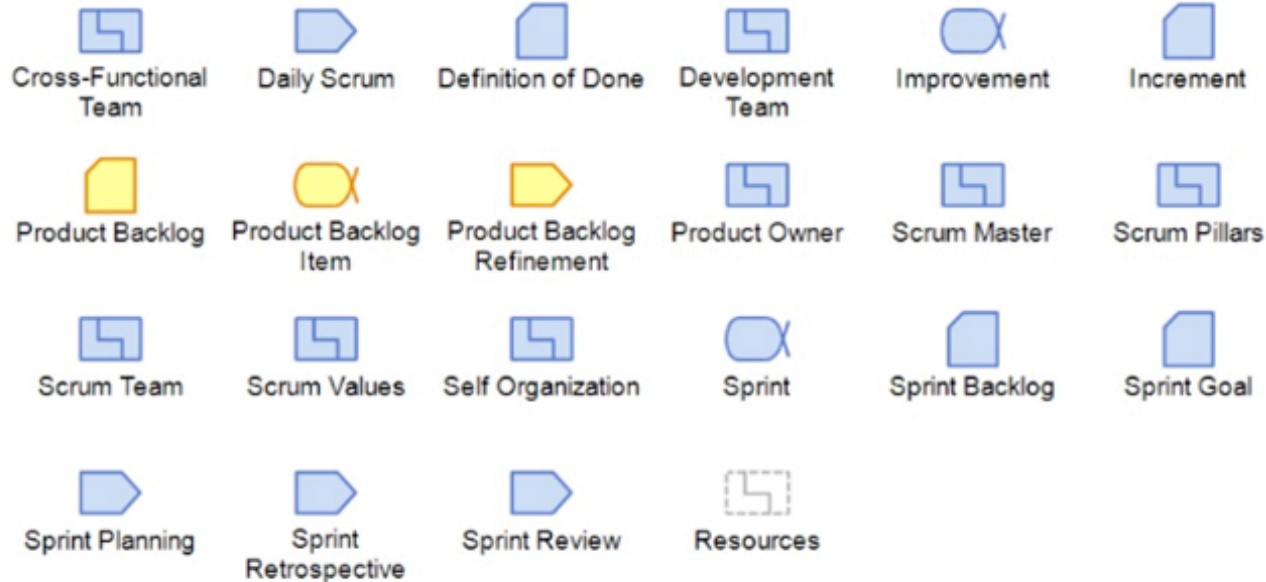 Cross-Functional
Team
Daily Scrum
Definition of Done
Development
Team
Improvement
Increment
Product Backlog
Product Backlog
Item
Product Backlog
Refinement
Product Owner
Scrum Master
Scrum Pillars
Scrum Team
Scrum Values
Self Organization
Sprint
Sprint Backlog
Sprint Goal
Sprint Planning
Sprint
Retrospective
Sprint Review
Resources